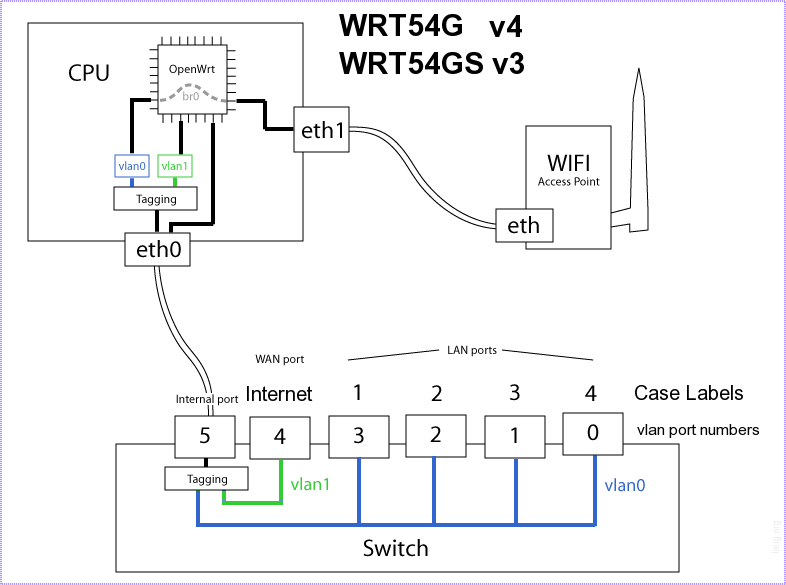 WRT54G v4
WRT54GS v3
CPU
OpenWrt
br0
vlan0 vlan1
Tagging
eth0
eth1
WIFI
Access Point
eth
WAN port
LAN ports
Internal port
Internet 1 2 3 4 Case Labels
5 4 3 2 1 0 vlan port numbers
Tagging
vlan1
vlan0
Switch